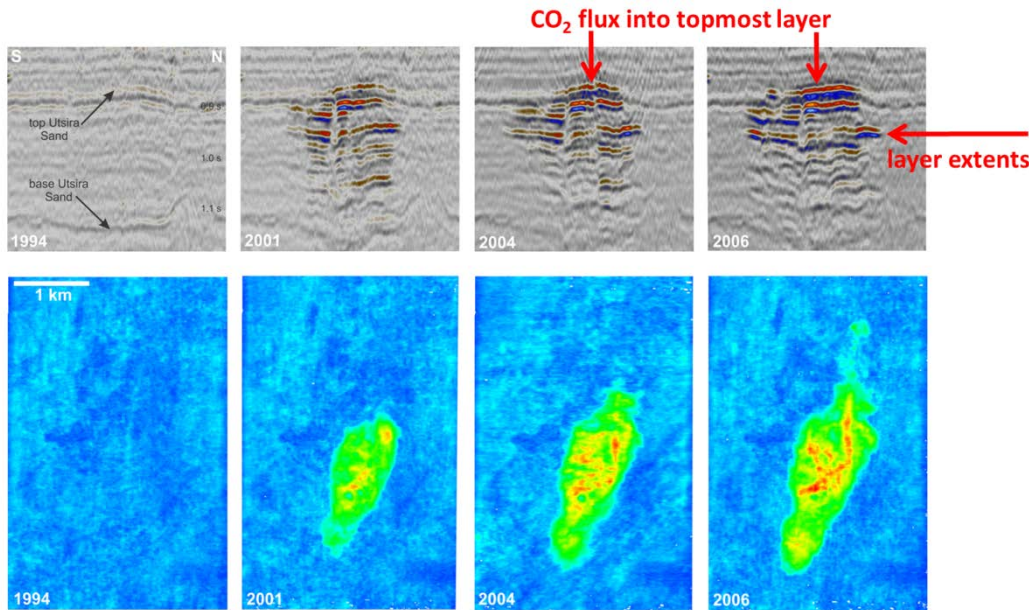 CO₂ flux into topmost layer
S N
top Utsira
Sand
1.0 s
base Utsira
Sand
1.1 s
1994
2001
2004
2006
layer extents
1 km
1994
2001
2004
2006